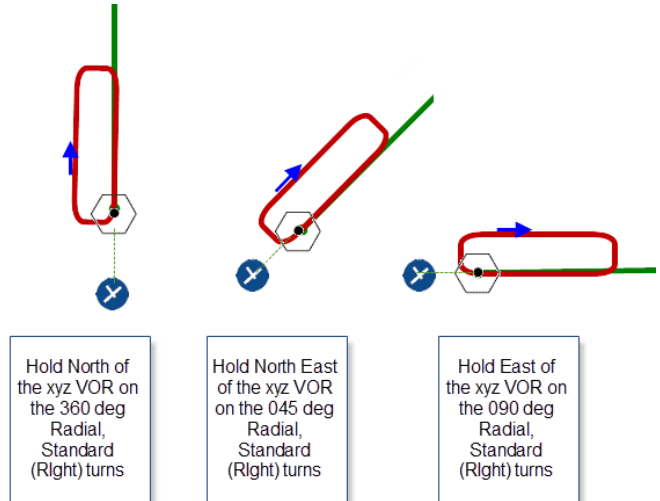 Hold North of
the xyz VOR on
the 360 deg
Radial,
Standard
(RIght) turns
Hold North East
of the xyz VOR
on the 045 deg
Radial,
Standard
(Right) turns
Hold East of
the xyz VOR on
the 090 deg
Radial,
Standard
(Right) turns